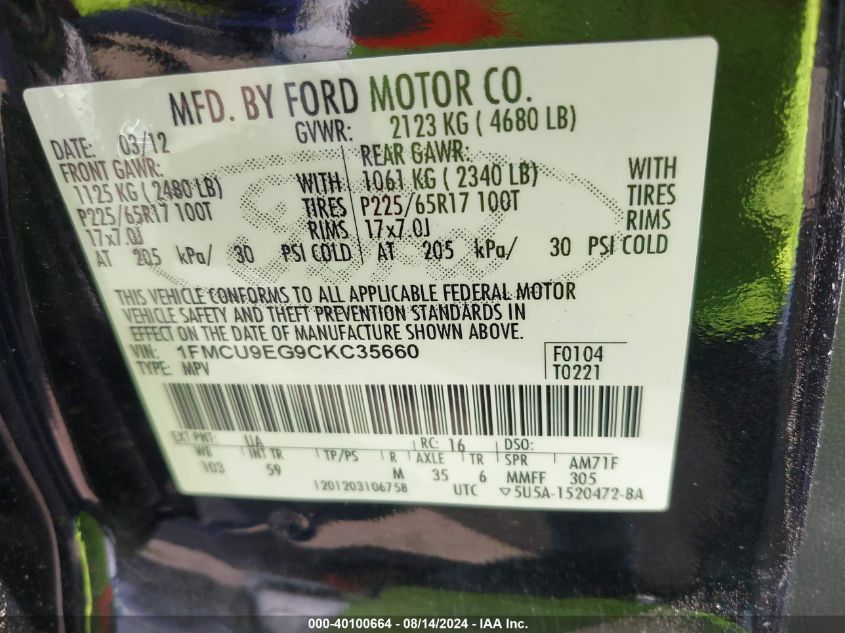 MFD. BY FORD MOTOR CO.
DATE: 03/12 GVWR: 2123 KG ( 4680 LB)
FRONT GAWR: REAR GAWR:
1125 KG ( 2480 LB) WITH 1061 KG ( 2340 LB) WITH
P225/65R17 100T TIRES P225/65R17 100T TIRES
17x7.0J RIMS 17x7.0J RIMS
AT 205 kPa/ 30 PSI COLD AT 205 kPa/ 30 PSI COLD
THIS VEHICLE CONFORMS TO ALL APPLICABLE FEDERAL MOTOR
VEHICLE SAFETY AND THEFT PREVENTION STANDARDS IN
EFFECT ON THE DATE OF MANUFACTURE SHOWN ABOVE.
VIN: 1FMCU9EG9CKC35660 F0104
TYPE: MPV T0221
EXT PNT: UA RC: 16 DSO:
WB INT TR TP/PS R AXLE TR SPR AM71F
103 59 M 35 6 MMFF 305
1201203106758 UTC ▽5U5A-1520472-BA
000-40100664 - 08/14/2024 - IAA Inc.